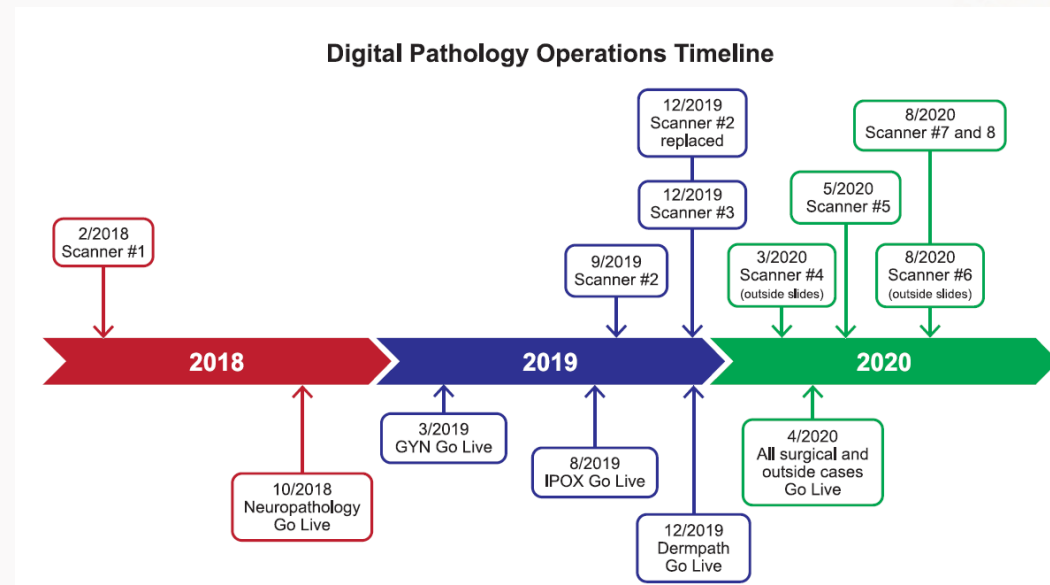 Digital Pathology Operations Timeline
2/2018
Scanner #1
9/2019
Scanner #2
12/2019
Scanner #2
replaced
12/2019
Scanner #3
3/2020
Scanner #4
(outside slides)
5/2020
Scanner #5
8/2020
Scanner #7 and 8
8/2020
Scanner #6
(outside slides)
2018
2019
2020
10/2018
Neuropathology
Go Live
3/2019
GYN Go Live
8/2019
IPOX Go Live
12/2019
Dermpath
Go Live
4/2020
All surgical and
outside cases
Go Live